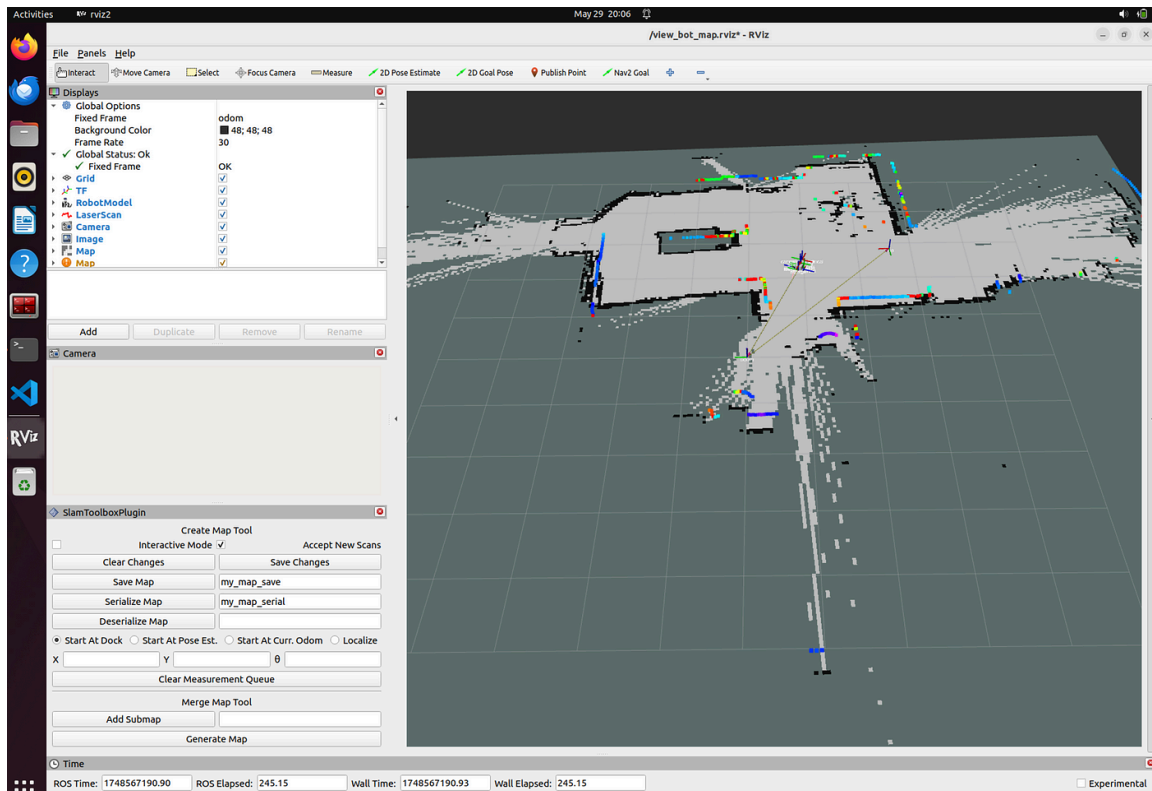 Activities
RViz rviz2
May 29 20:06
/view_bot_map.rviz* - RViz
File Panels Help
Interact Move Camera Select Focus Camera Measure 2D Pose Estimate 2D Goal Pose Publish Point Nav2 Goal
Displays
Global Options
Fixed Frame odom
Background Color 48; 48; 48
Frame Rate 30
Global Status: Ok
Fixed Frame OK
Grid
TF
RobotModel
LaserScan
Camera
Image
Map
Map
Add Duplicate Remove Rename
Camera
SlamToolboxPlugin
Create Map Tool
Interactive Mode Accept New Scans
Clear Changes Save Changes
Save Map my_map_save
Serialize Map my_map_serial
Deserialize Map
Start At Dock Start At Pose Est. Start At Curr. Odom Localize
X Y θ
Clear Measurement Queue
Merge Map Tool
Add Submap
Generate Map
RViz
Time
ROS Time: 1748567190.90 ROS Elapsed: 245.15 Wall Time: 1748567190.93 Wall Elapsed: 245.15 Experimental